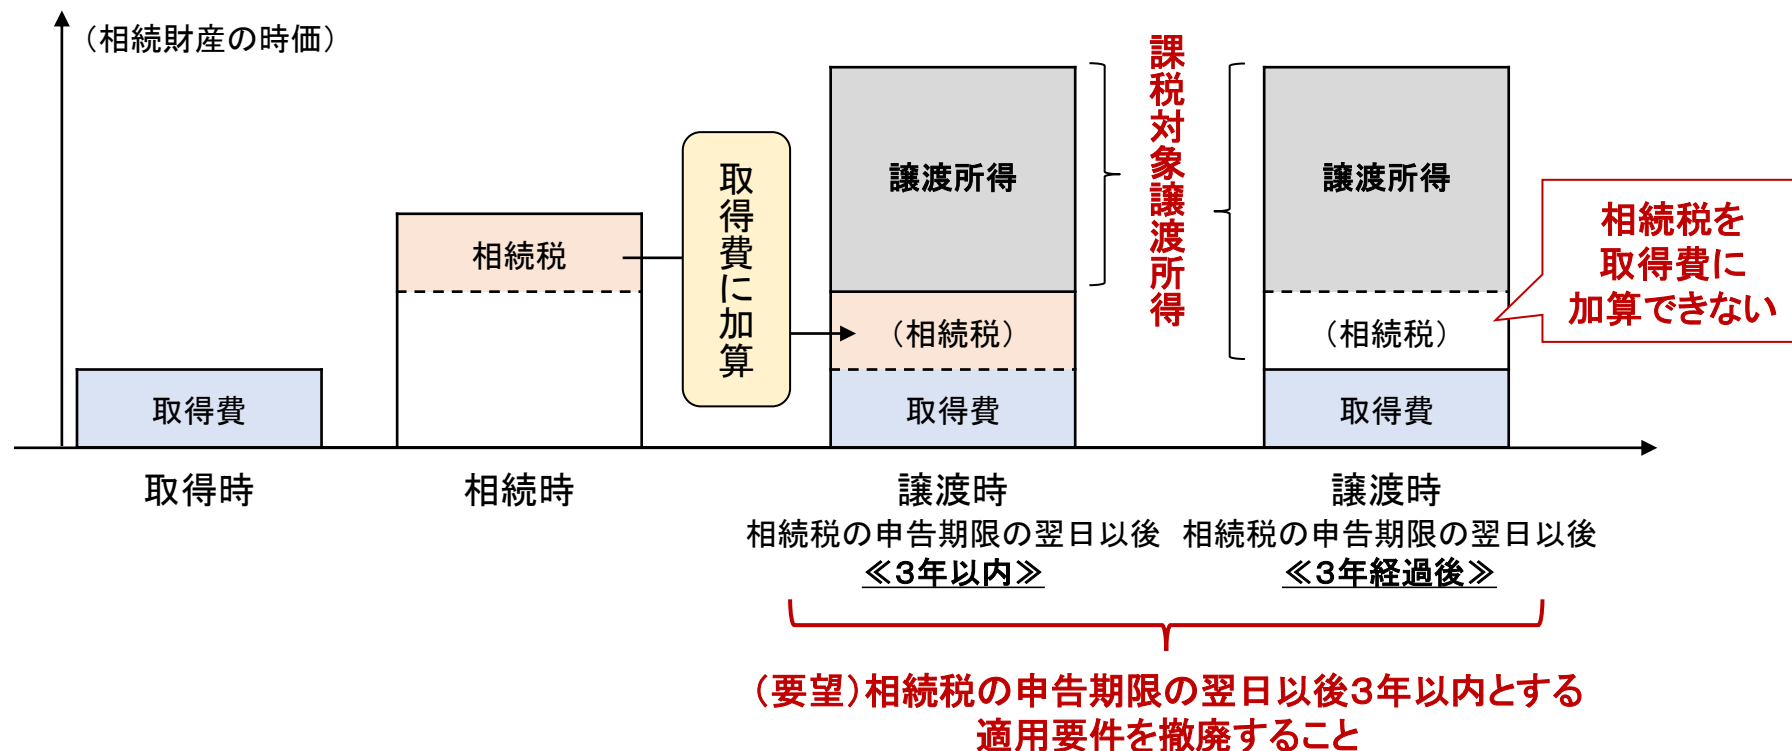 （相続財産の時価）
取得費
相続税
取得費に加算
譲渡所得
（相続税）
取得費
課税対象譲渡所得
譲渡所得
（相続税）
取得費
相続税を
取得費に
加算できない
取得時
相続時
譲渡時
相続税の申告期限の翌日以後
≪3年以内≫
譲渡時
相続税の申告期限の翌日以後
≪3年経過後≫
（要望）相続税の申告期限の翌日以後3年以内とする
適用要件を撤廃すること